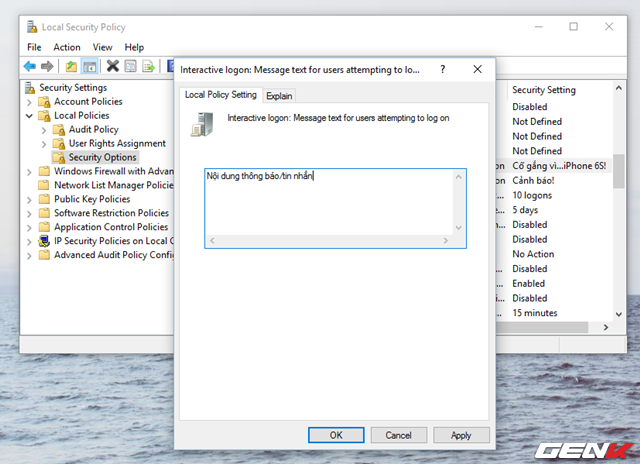 Local Security Policy
File Action View Help
Security Settings
Account Policies
Local Policies
Audit Policy
User Rights Assignment
Security Options
Windows Firewall with Advan
Network List Manager Policies
Public Key Policies
Software Restriction Policies
Application Control Policies
IP Security Policies on Local C
Advanced Audit Policy Config
Interactive logon: Message text for users attempting to lo...
Local Policy Setting Explain
Interactive logon: Message text for users attempting to log on
Nội dung thông báo/tin nhắn
OK Cancel Apply
Security Setting
Disabled
Not Defined
Not Defined
Not Defined
on Cố gắng vì...iPhone 6S!
on Cảnh báo!
10 logons
5 days
Disabled
Disabled
No Action
Disabled
Enabled
Disabled
15 minutes
GENK